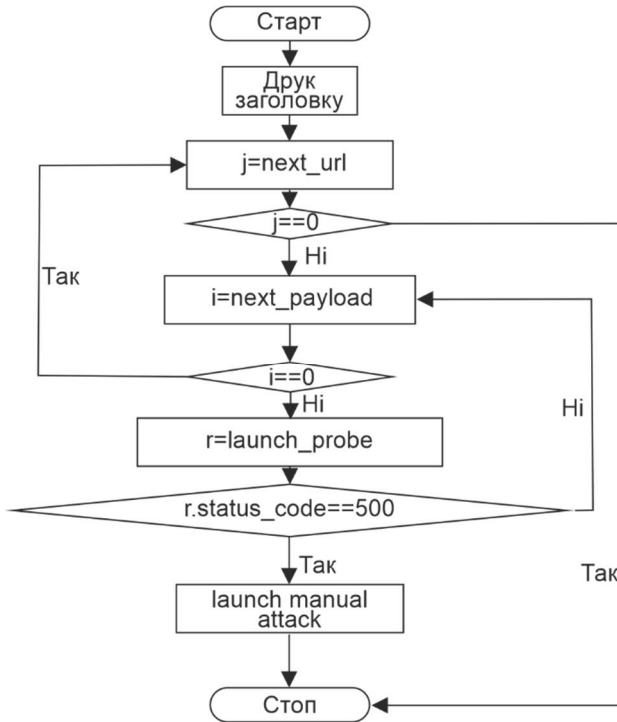 Старт
Друк
заголовку
j=next_url
j==0
Ні
Так
i=next_payload
i==0
Ні
Ні
r=launch_probe
r.status_code==500
Так
Так
launch manual
attack
Стоп